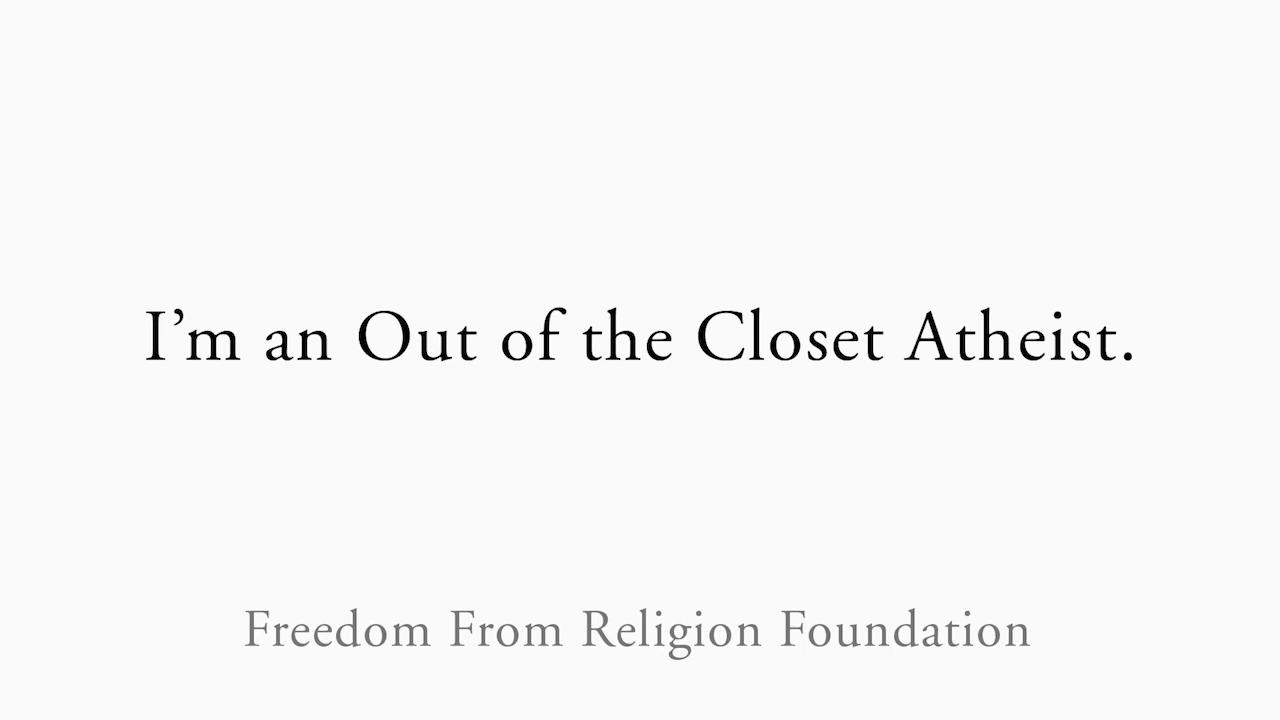 I’m an Out of the Closet Atheist.
Freedom From Religion Foundation